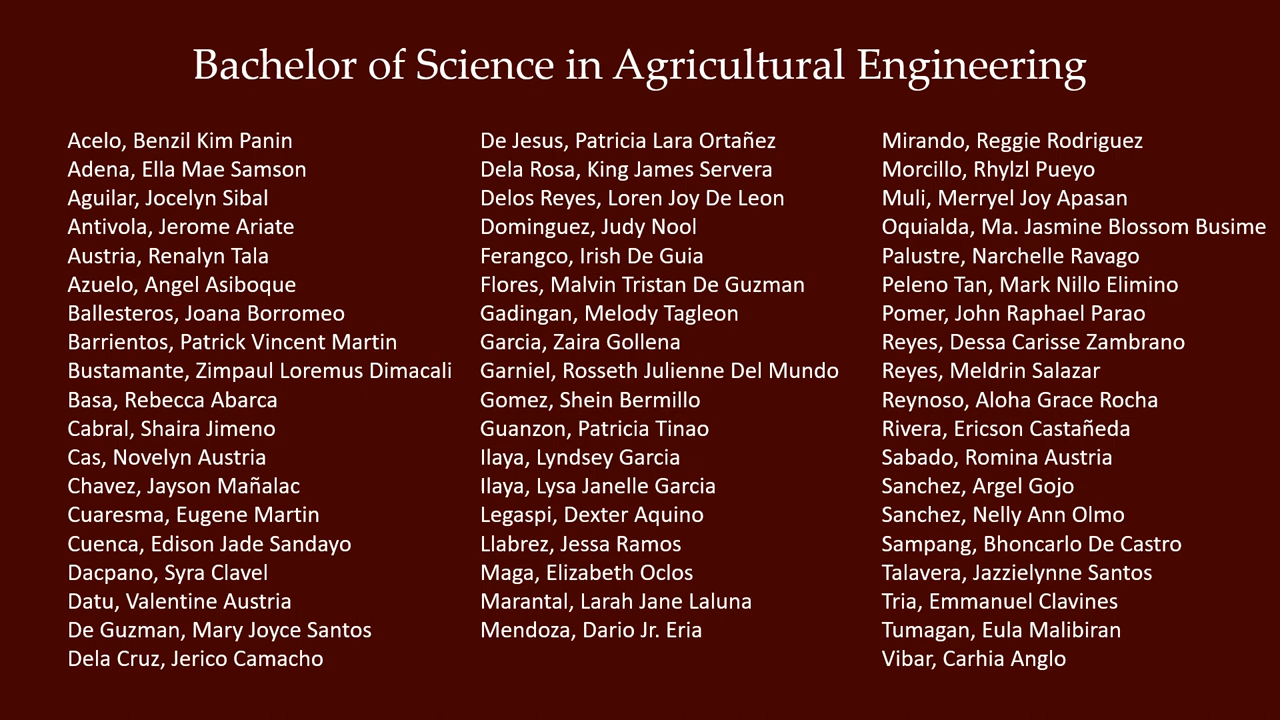 Bachelor of Science in Agricultural Engineering
Acelo, Benzil Kim Panin
Adena, Ella Mae Samson
Aguilar, Jocelyn Sibal
Antivola, Jerome Ariate
Austria, Renalyn Tala
Azuelo, Angel Asiboque
Ballesteros, Joana Borromeo
Barrientos, Patrick Vincent Martin
Bustamante, Zimpaul Loremus Dimacali
Basa, Rebecca Abarca
Cabral, Shaira Jimeno
Cas, Novelyn Austria
Chavez, Jayson Mañalac
Cuaresma, Eugene Martin
Cuenca, Edison Jade Sandayo
Dacpano, Syra Clavel
Datu, Valentine Austria
De Guzman, Mary Joyce Santos
Dela Cruz, Jerico Camacho
De Jesus, Patricia Lara Ortañez
Dela Rosa, King James Servera
Delos Reyes, Loren Joy De Leon
Dominguez, Judy Nool
Ferangco, Irish De Guia
Flores, Malvin Tristan De Guzman
Gadingan, Melody Tagleon
Garcia, Zaira Gollena
Garniel, Rosseth Julienne Del Mundo
Gomez, Shein Bermillo
Guanzon, Patricia Tinao
Ilaya, Lyndsey Garcia
Ilaya, Lysa Janelle Garcia
Legaspi, Dexter Aquino
Llabrez, Jessa Ramos
Maga, Elizabeth Oclos
Marantal, Larah Jane Laluna
Mendoza, Dario Jr. Eria
Mirando, Reggie Rodriguez
Morcillo, Rhylzl Pueyo
Muli, Merryel Joy Apasan
Oquialda, Ma. Jasmine Blossom Busime
Palustre, Narchelle Ravago
Peleno Tan, Mark Nillo Elimino
Pomer, John Raphael Parao
Reyes, Dessa Carisse Zambrano
Reyes, Meldrin Salazar
Reynoso, Aloha Grace Rocha
Rivera, Ericson Castañeda
Sabado, Romina Austria
Sanchez, Argel Gojo
Sanchez, Nelly Ann Olmo
Sampang, Bhoncarlo De Castro
Talavera, Jazzielynne Santos
Tria, Emmanuel Clavines
Tumagan, Eula Malibiran
Vibar, Carhia Anglo